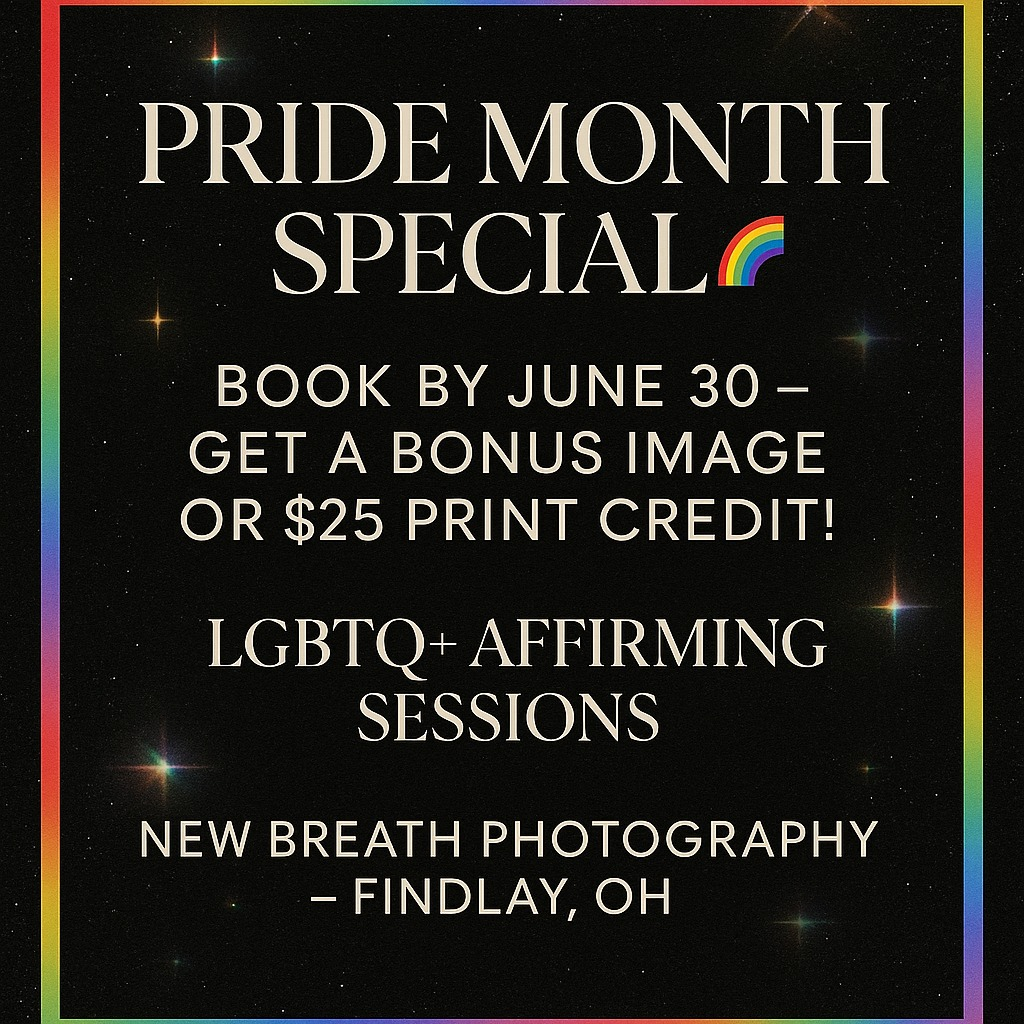 PRIDE MONTH
SPECIAL🌈
BOOK BY JUNE 30 –
GET A BONUS IMAGE
OR $25 PRINT CREDIT!
LGBTQ+ AFFIRMING
SESSIONS
NEW BREATH PHOTOGRAPHY
– FINDLAY, OH